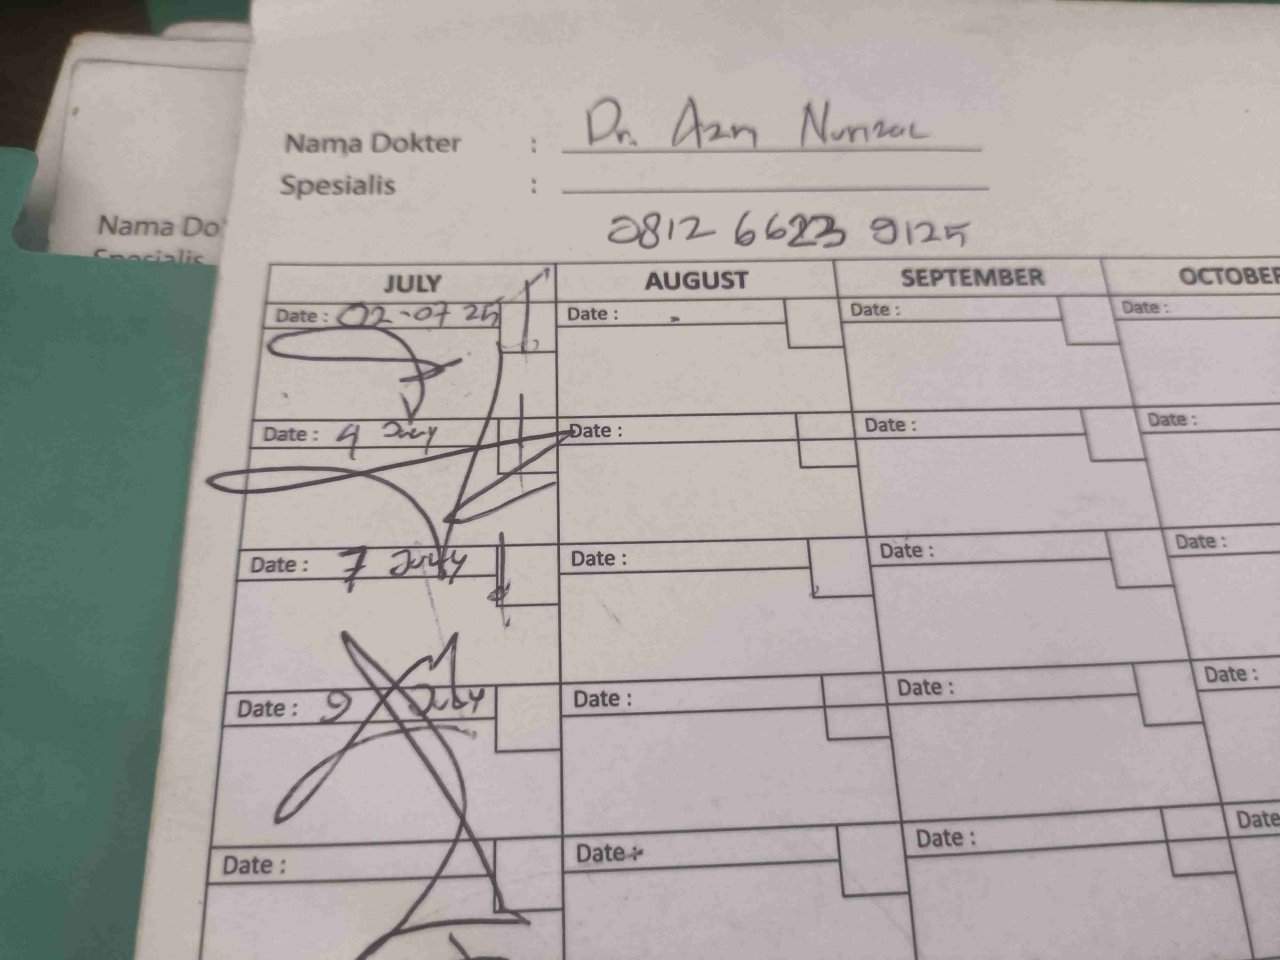 Nama Dokter : Dr. Azm Nurizal
Spesialis :
0812 6623 9125
Nama Do
Spesialis
JULY AUGUST SEPTEMBER OCTOBER
Date : 02-07 25 Date : Date : Date :
Date : 4 July Date : Date : Date :
Date : 7 July Date : Date : Date :
Date : 9 July Date : Date : Date :
Date : Date : Date : Date